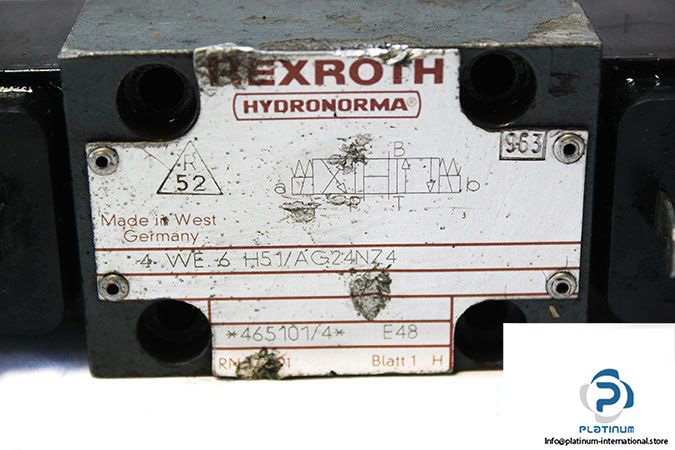 REXROTH
HYDRONORMA®
963
R
52
B
a b
P T
Made in West
Germany
4 WE 6 H51/AG24NZ4
*465101/4* E48
RN
Blatt 1 H
PLATINUM
Info@platinum-international.store